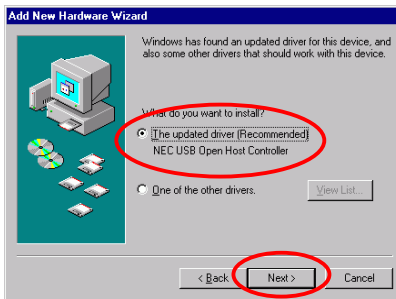 Add New Hardware Wizard
Windows has found an updated driver for this device, and
also some other drivers that should work with this device.
What do you want to install?
The updated driver (Recommended)
NEC USB Open Host Controller
One of the other drivers.
View List...
< Back
Next >
Cancel